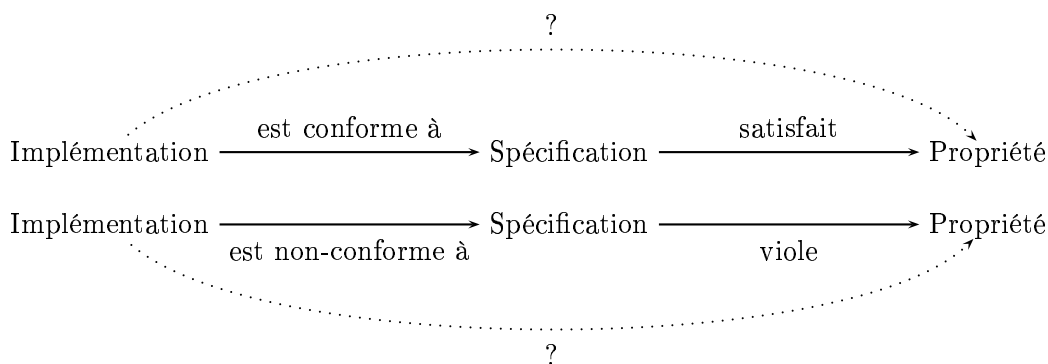 ?
est conforme à satisfait
Implémentation Spécification Propriété
Implémentation Spécification Propriété
est non-conforme à viole
?